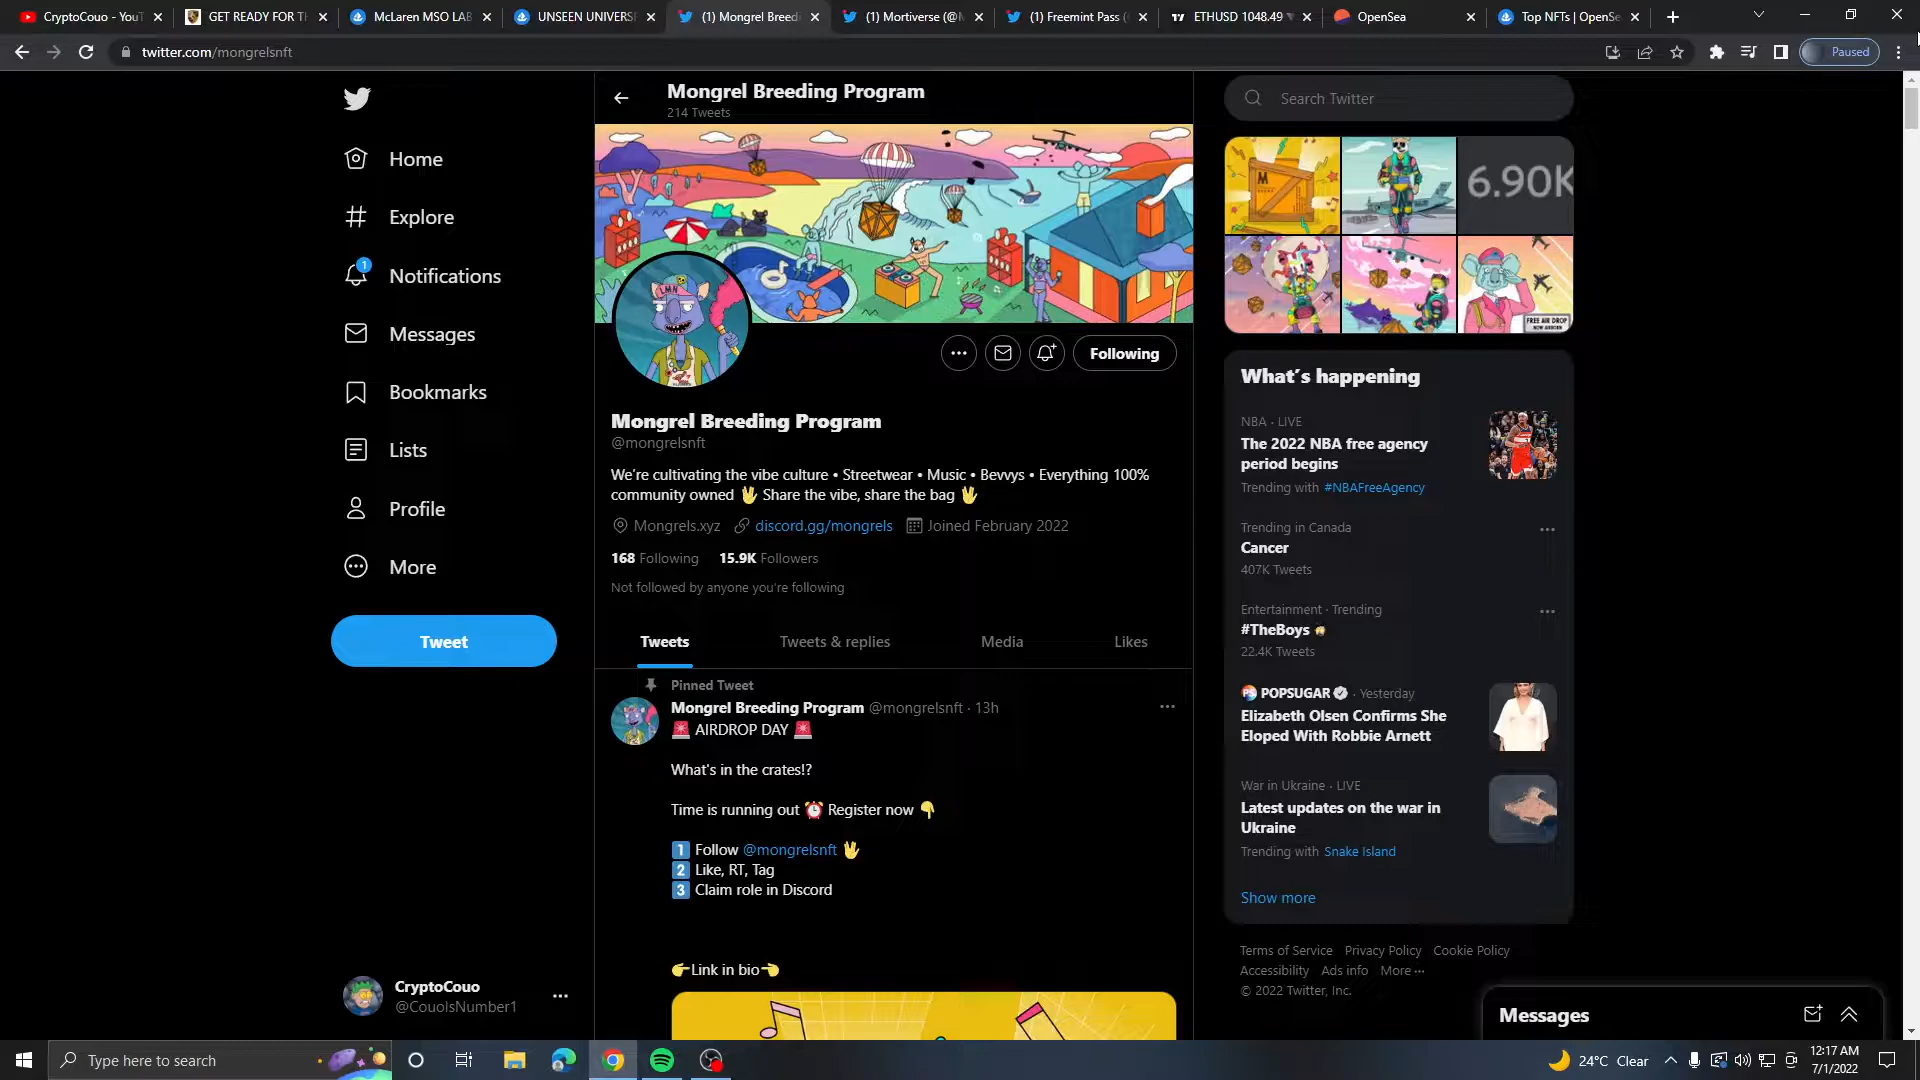 CryptoCouo - YouT
GET READY FOR TH
McLaren MSO LAB
UNSEEN UNIVERS
(1) Mongrel Breedi
(1) Mortiverse (@M
(1) Freemint Pass (
ETHUSD 1048.49
OpenSea
Top NFTs | OpenSe
twitter.com/mongrelsnft
Paused
Home
Explore
1
Notifications
Messages
Bookmarks
Lists
Profile
More
Tweet
CryptoCouo
@CouoIsNumber1
Mongrel Breeding Program
214 Tweets
M
LMN
Following
Mongrel Breeding Program
@mongrelsnft
We're cultivating the vibe culture • Streetwear • Music • Bevvys • Everything 100%
community owned 🖖 Share the vibe, share the bag 🖖
Mongrels.xyz discord.gg/mongrels Joined February 2022
168 Following 15.9K Followers
Not followed by anyone you're following
Tweets Tweets & replies Media Likes
Pinned Tweet
Mongrel Breeding Program @mongrelsnft · 13h
🚨 AIRDROP DAY 🚨
What's in the crates!?
Time is running out ⏰ Register now 👇
1️⃣ Follow @mongrelsnft 🖖
2️⃣ Like, RT, Tag
3️⃣ Claim role in Discord
👉Link in bio👈
Search Twitter
M
6.90K
FREE AIR DROP
NOW AIRBORN
What's happening
NBA · LIVE
The 2022 NBA free agency
period begins
Trending with #NBAFreeAgency
Trending in Canada
Cancer
407K Tweets
Entertainment · Trending
#TheBoys
22.4K Tweets
POPSUGAR · Yesterday
Elizabeth Olsen Confirms She
Eloped With Robbie Arnett
War in Ukraine · LIVE
Latest updates on the war in
Ukraine
Trending with Snake Island
Show more
Terms of Service Privacy Policy Cookie Policy
Accessibility Ads info More ···
© 2022 Twitter, Inc.
Messages
Type here to search
24°C Clear
12:17 AM
7/1/2022